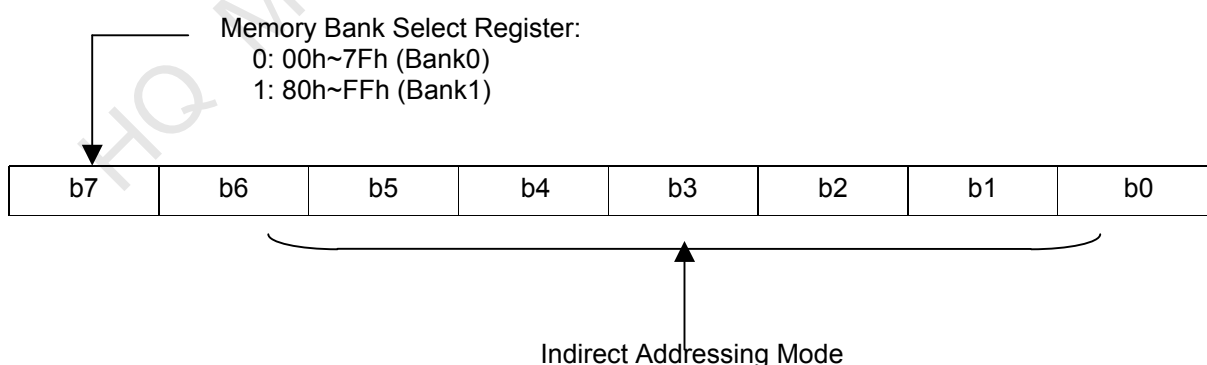 Memory Bank Select Register:
0: 00h~7Fh (Bank0)
1: 80h~FFh (Bank1)
HQ
b7 b6 b5 b4 b3 b2 b1 b0
Indirect Addressing Mode